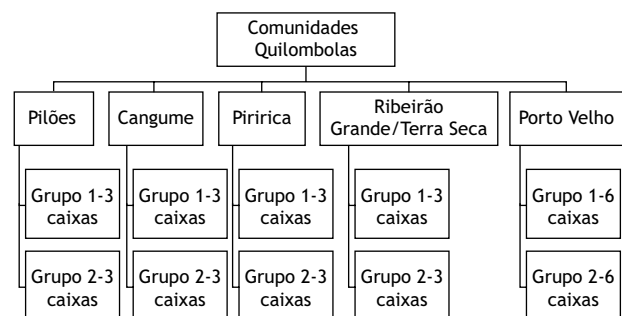 Comunidades
Quilombolas
Pilões
Cangume
Piririca
Ribeirão
Grande/Terra Seca
Porto Velho
Grupo 1-3
caixas
Grupo 1-3
caixas
Grupo 1-3
caixas
Grupo 1-3
caixas
Grupo 1-6
caixas
Grupo 2-3
caixas
Grupo 2-3
caixas
Grupo 2-3
caixas
Grupo 2-3
caixas
Grupo 2-6
caixas